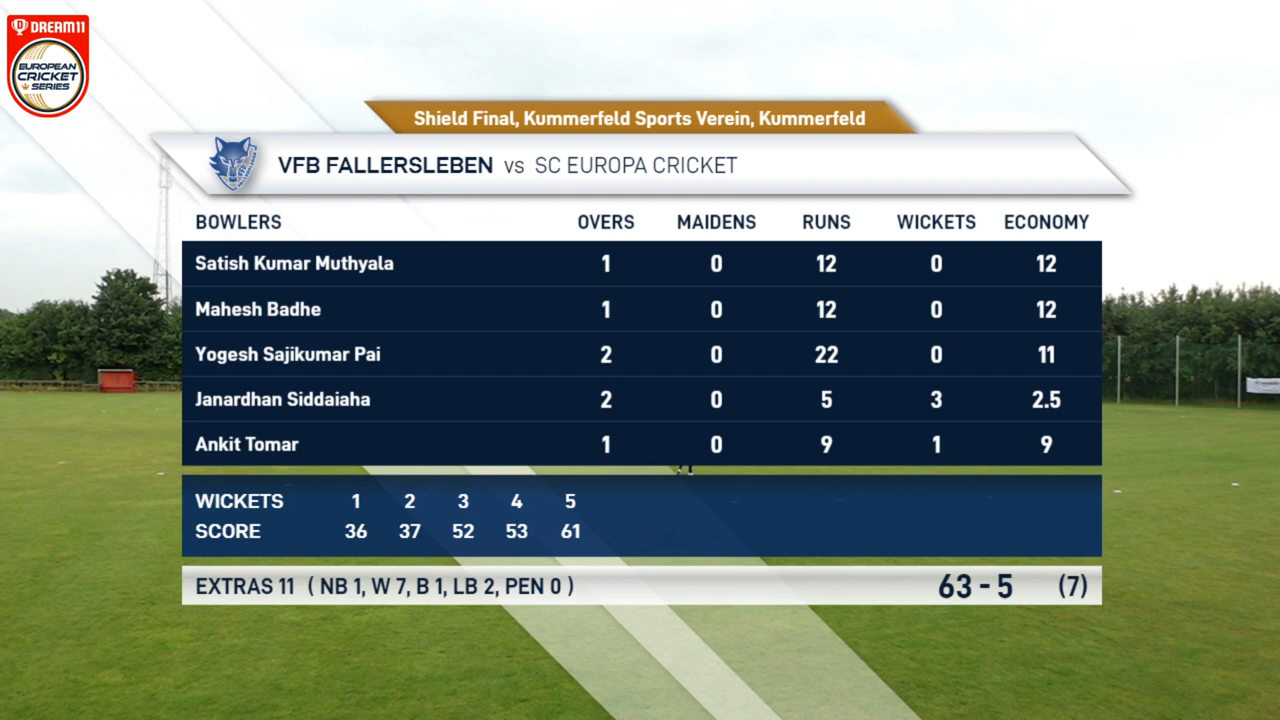 DREAM11
EUROPEAN
CRICKET
SERIES
Shield Final, Kummerfeld Sports Verein, Kummerfeld
VFB FALLERSLEBEN vs SC EUROPA CRICKET
BOWLERS OVERS MAIDENS RUNS WICKETS ECONOMY
Satish Kumar Muthyala 1 0 12 0 12
Mahesh Badhe 1 0 12 0 12
Yogesh Sajikumar Pai 2 0 22 0 11
Janardhan Siddaiaha 2 0 5 3 2.5
Ankit Tomar 1 0 9 1 9
WICKETS 1 2 3 4 5
SCORE 36 37 52 53 61
EXTRAS 11 ( NB 1, W 7, B 1, LB 2, PEN 0 ) 63 - 5 (7)